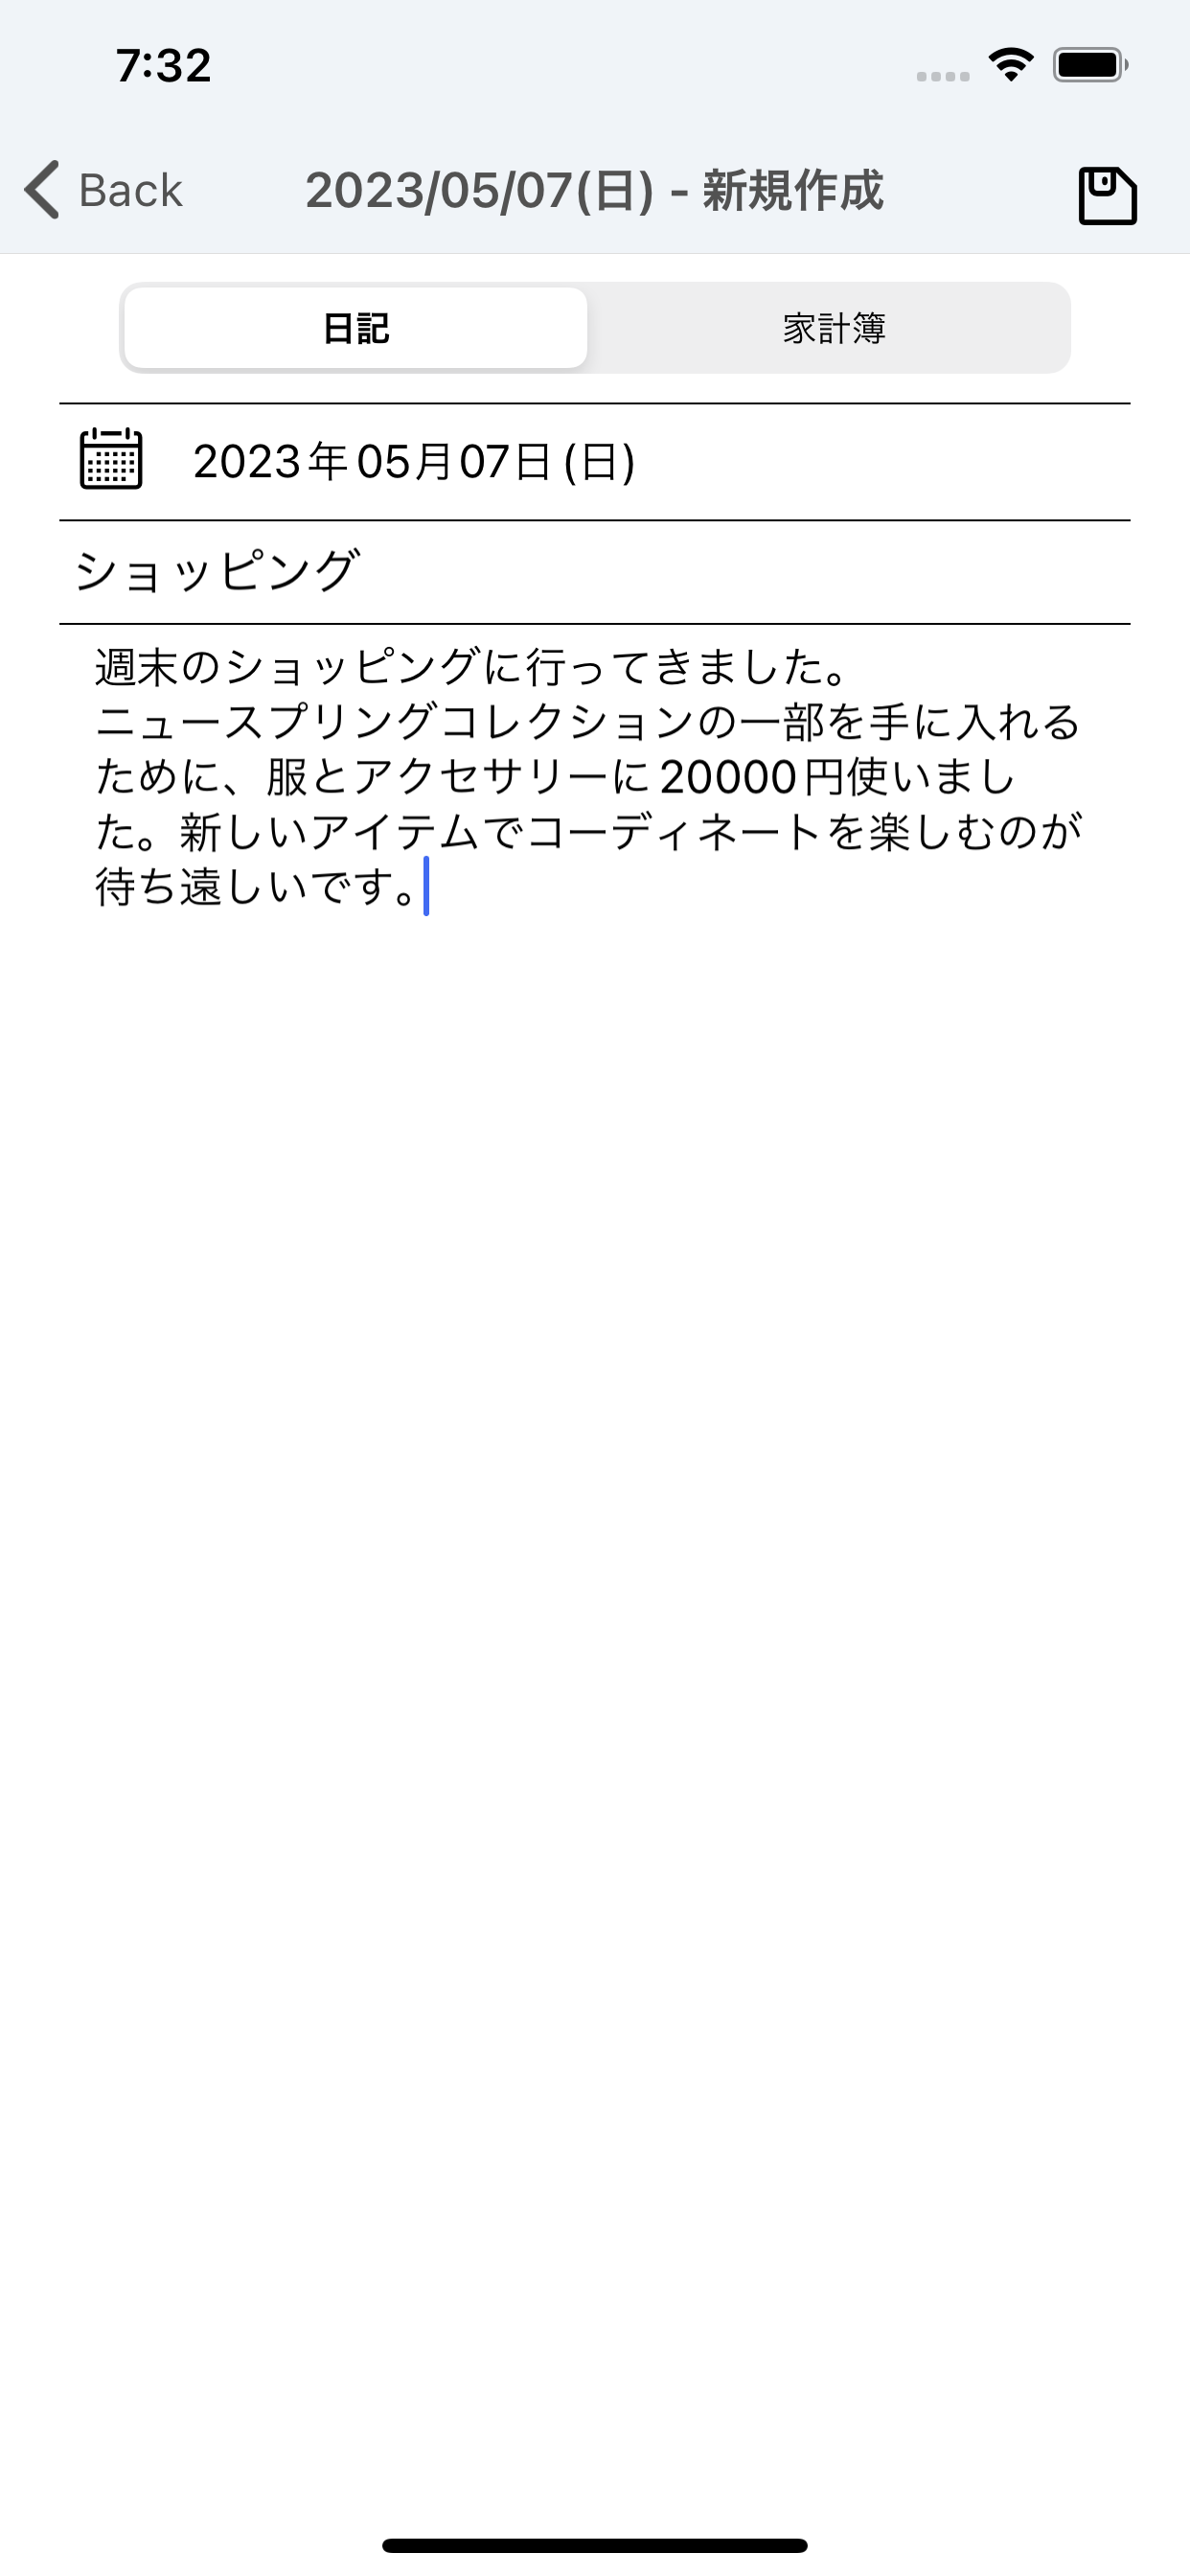 7:32
Back
2023/05/07(日) - 新規作成
日記
家計簿
2023年05月07日(日)
ショッピング
週末のショッピングに行ってきました。
ニュースプリングコレクションの一部を手に入れる
ために、服とアクセサリーに20000円使いまし
た。新しいアイテムでコーディネートを楽しむのが
待ち遠しいです。